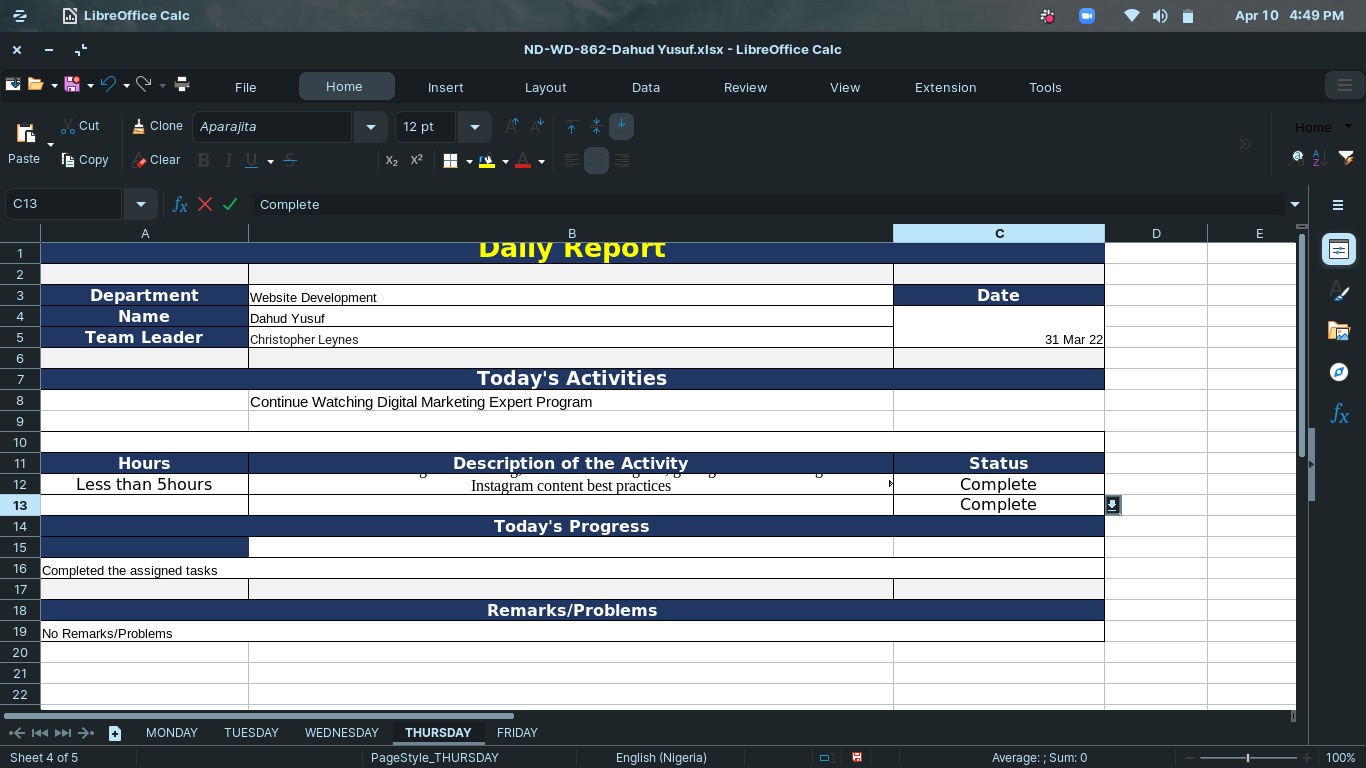 LibreOffice Calc Apr 10 4:49 PM
ND-WD-862-Dahud Yusuf.xlsx - LibreOffice Calc
File Home Insert Layout Data Review View Extension Tools
Paste Cut Clone Aparajita 12 pt Home
Copy Clear B I U S X₂ X²
C13 fx Complete
A B C D E
1 Daily Report
2
3 Department Website Development Date
4 Name Dahud Yusuf
5 Team Leader Christopher Leynes 31 Mar 22
6
7 Today's Activities
8 Continue Watching Digital Marketing Expert Program
9
10
11 Hours Description of the Activity Status
12 Less than 5hours Instagram content best practices Complete
13 Complete
14 Today's Progress
15
16 Completed the assigned tasks
17
18 Remarks/Problems
19 No Remarks/Problems
20
21
22
MONDAY TUESDAY WEDNESDAY THURSDAY FRIDAY
Sheet 4 of 5 PageStyle_THURSDAY English (Nigeria) Average: ; Sum: 0 100%